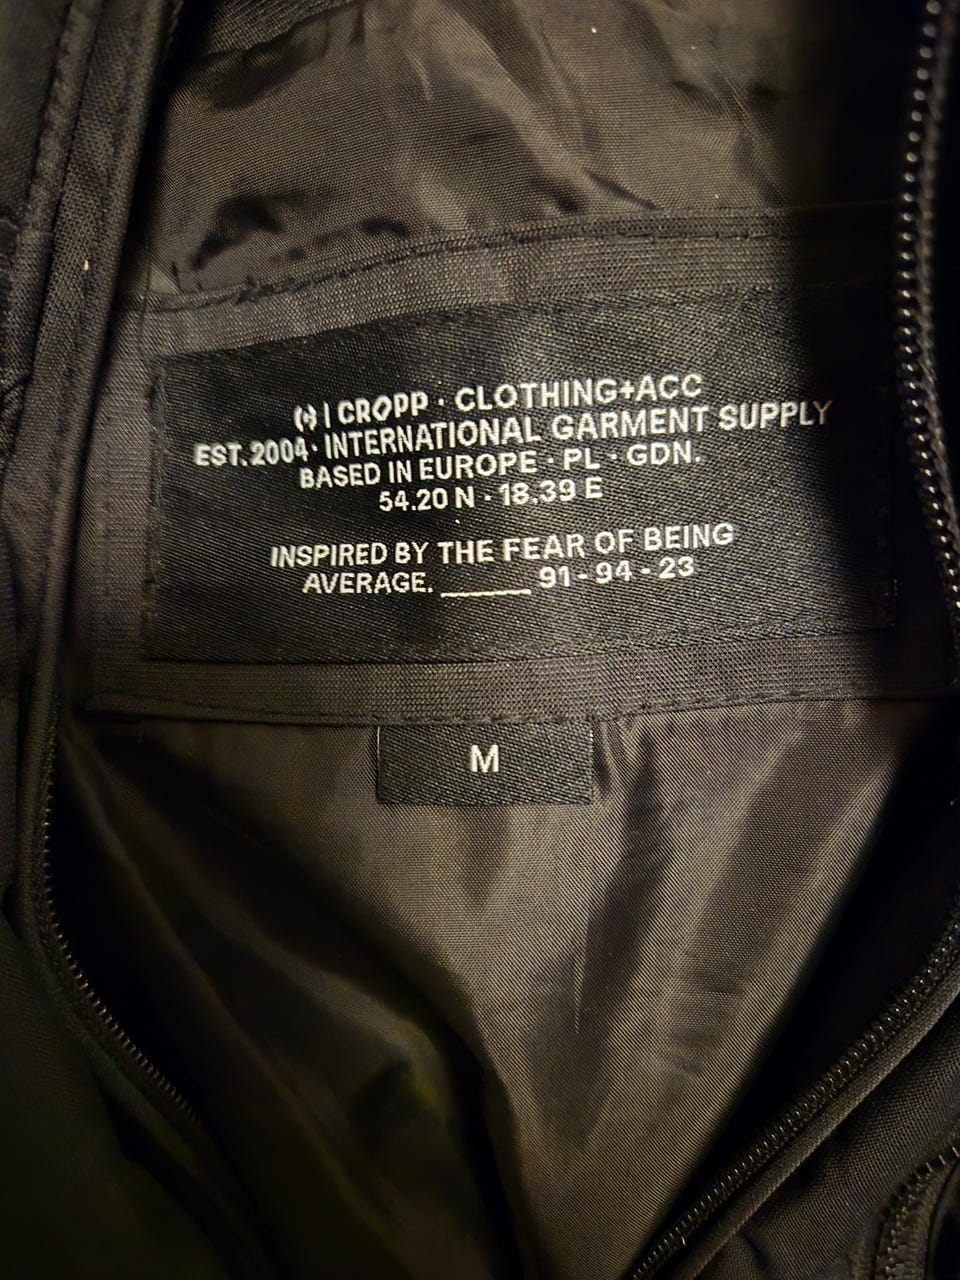 (•) | CROPP · CLOTHING+ACC
EST.2004 · INTERNATIONAL GARMENT SUPPLY
BASED IN EUROPE · PL · GDN.
54.20 N · 18.39 E
INSPIRED BY THE FEAR OF BEING
AVERAGE. ______ 91-94-23
M